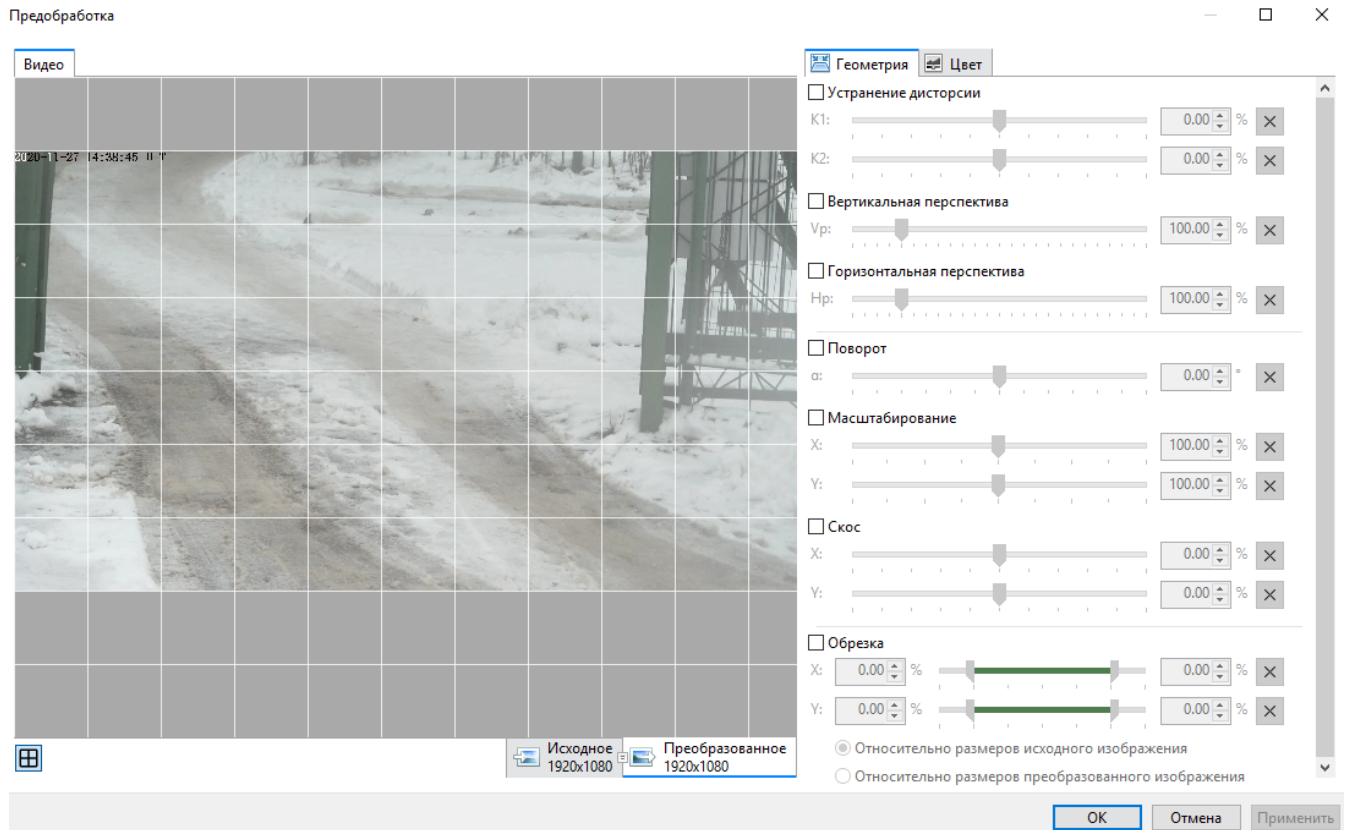 Предобработка
Видео
2020-11-27 14:38:45
Исходное
1920x1080
Преобразованное
1920x1080
Геометрия
Цвет
Устранение дисторсии
K1: 0.00 %
K2: 0.00 %
Вертикальная перспектива
Vp: 100.00 %
Горизонтальная перспектива
Hp: 100.00 %
Поворот
α: 0.00 °
Масштабирование
X: 100.00 %
Y: 100.00 %
Скос
X: 0.00 %
Y: 0.00 %
Обрезка
X: 0.00 % 0.00 %
Y: 0.00 % 0.00 %
Относительно размеров исходного изображения
Относительно размеров преобразованного изображения
OK
Отмена
Применить